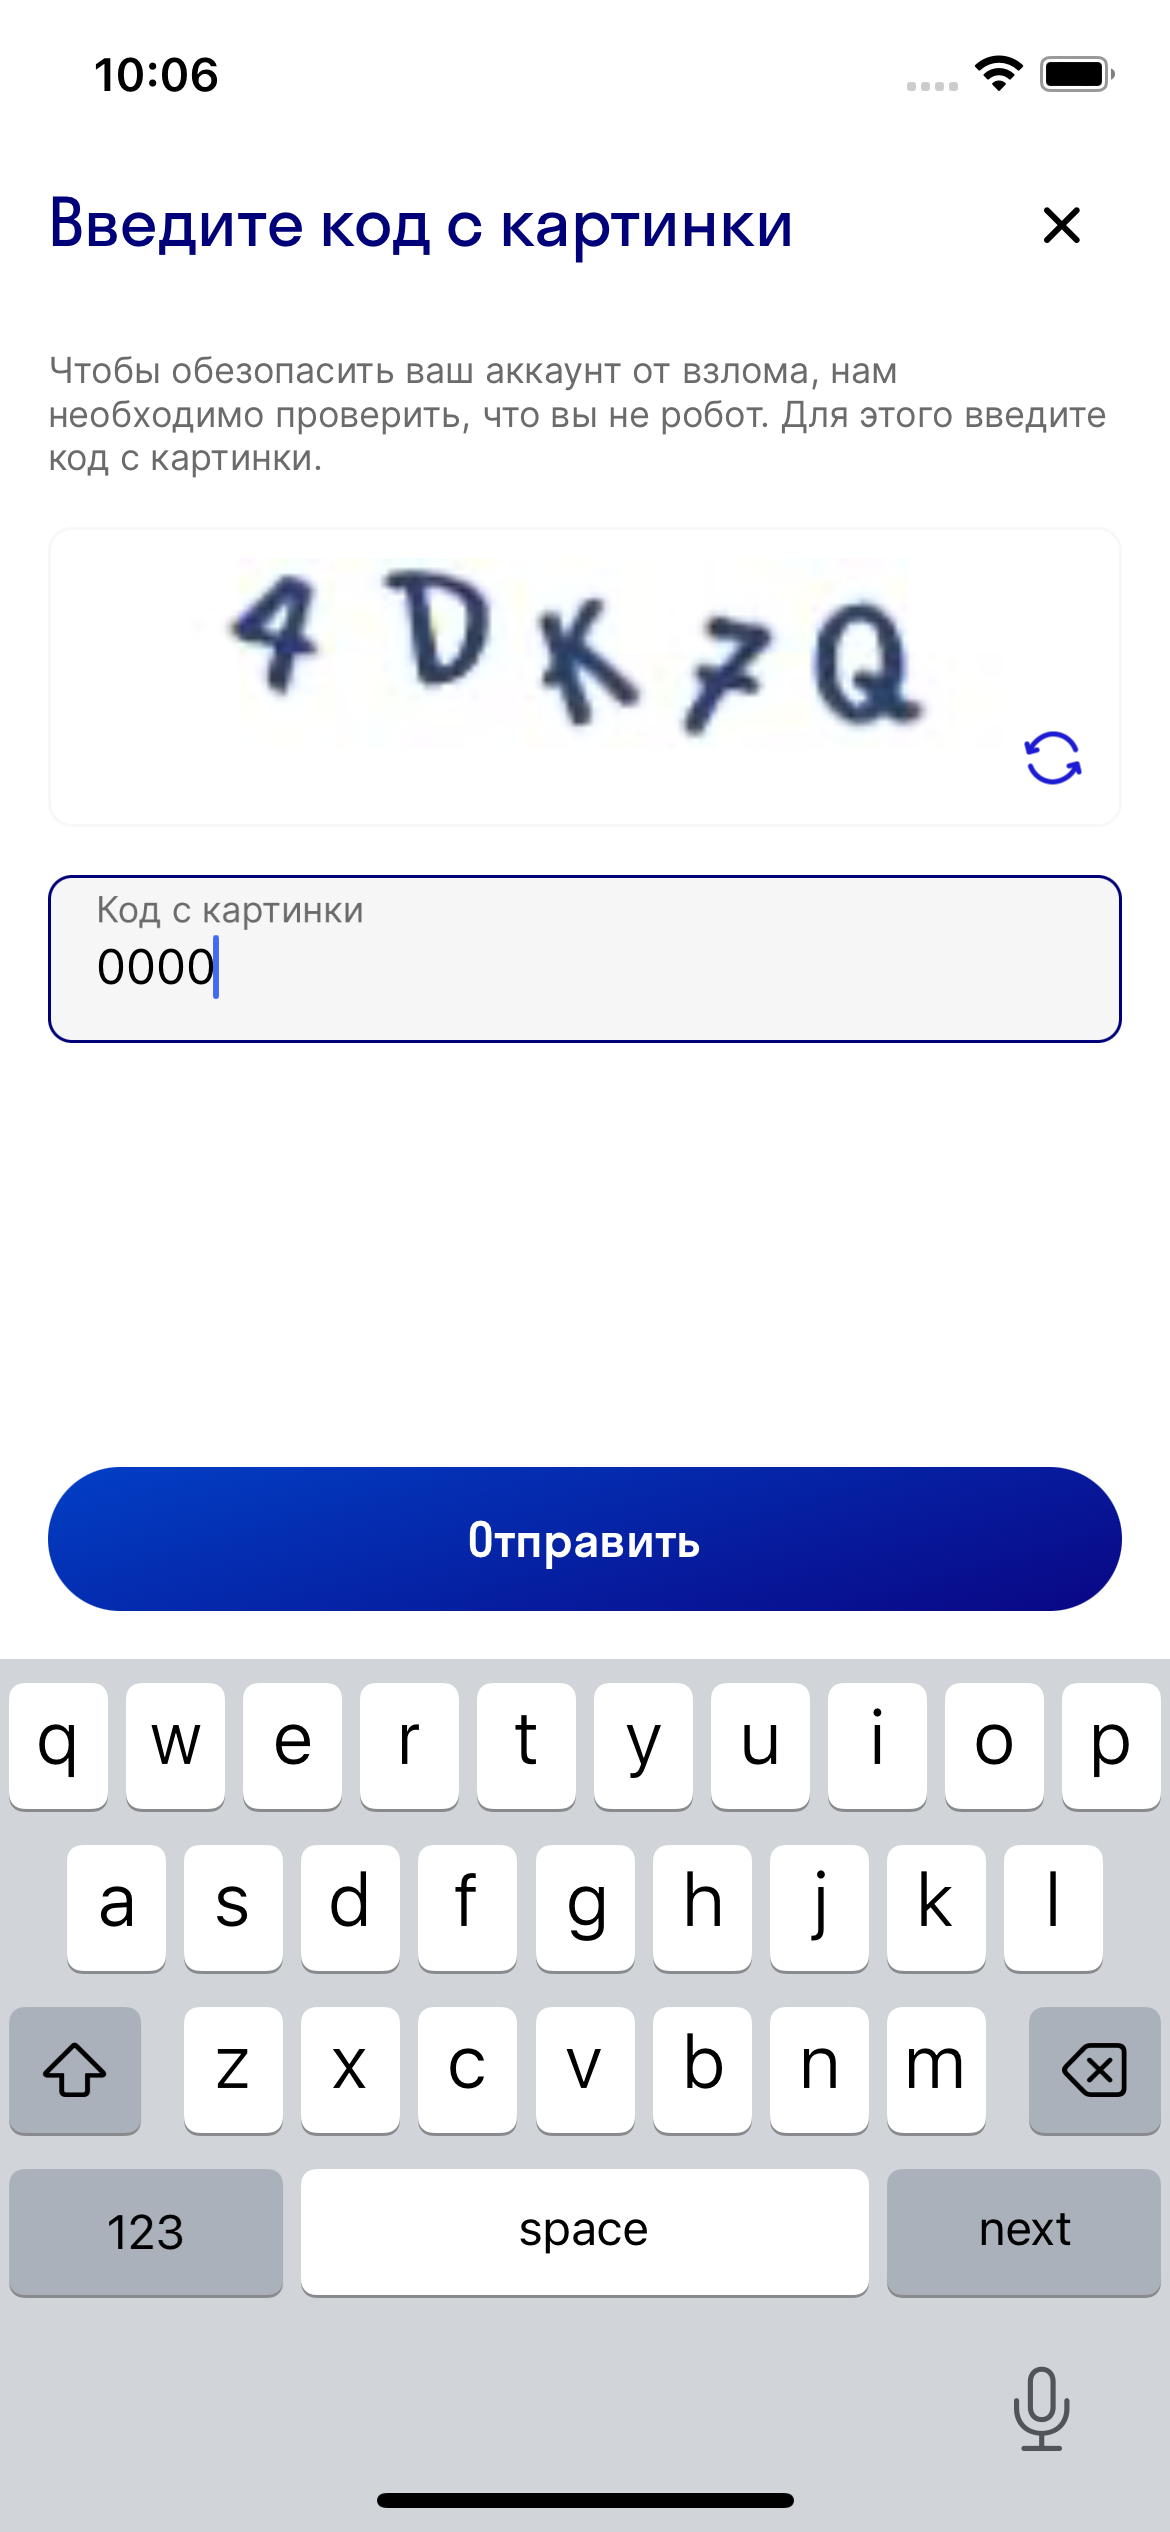 10:06
Введите код с картинки
Чтобы обезопасить ваш аккаунт от взлома, нам
необходимо проверить, что вы не робот. Для этого введите
код с картинки.
4DK7Q
Код с картинки
0000
Отправить
q w e r t y u i o p
a s d f g h j k l
z x c v b n m
123 space next